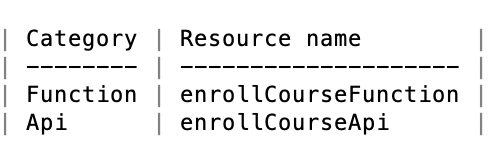 | Category | Resource name         |
| -------- | --------------------- |
| Function | enrollCourseFunction |
| Api      | enrollCourseApi       |